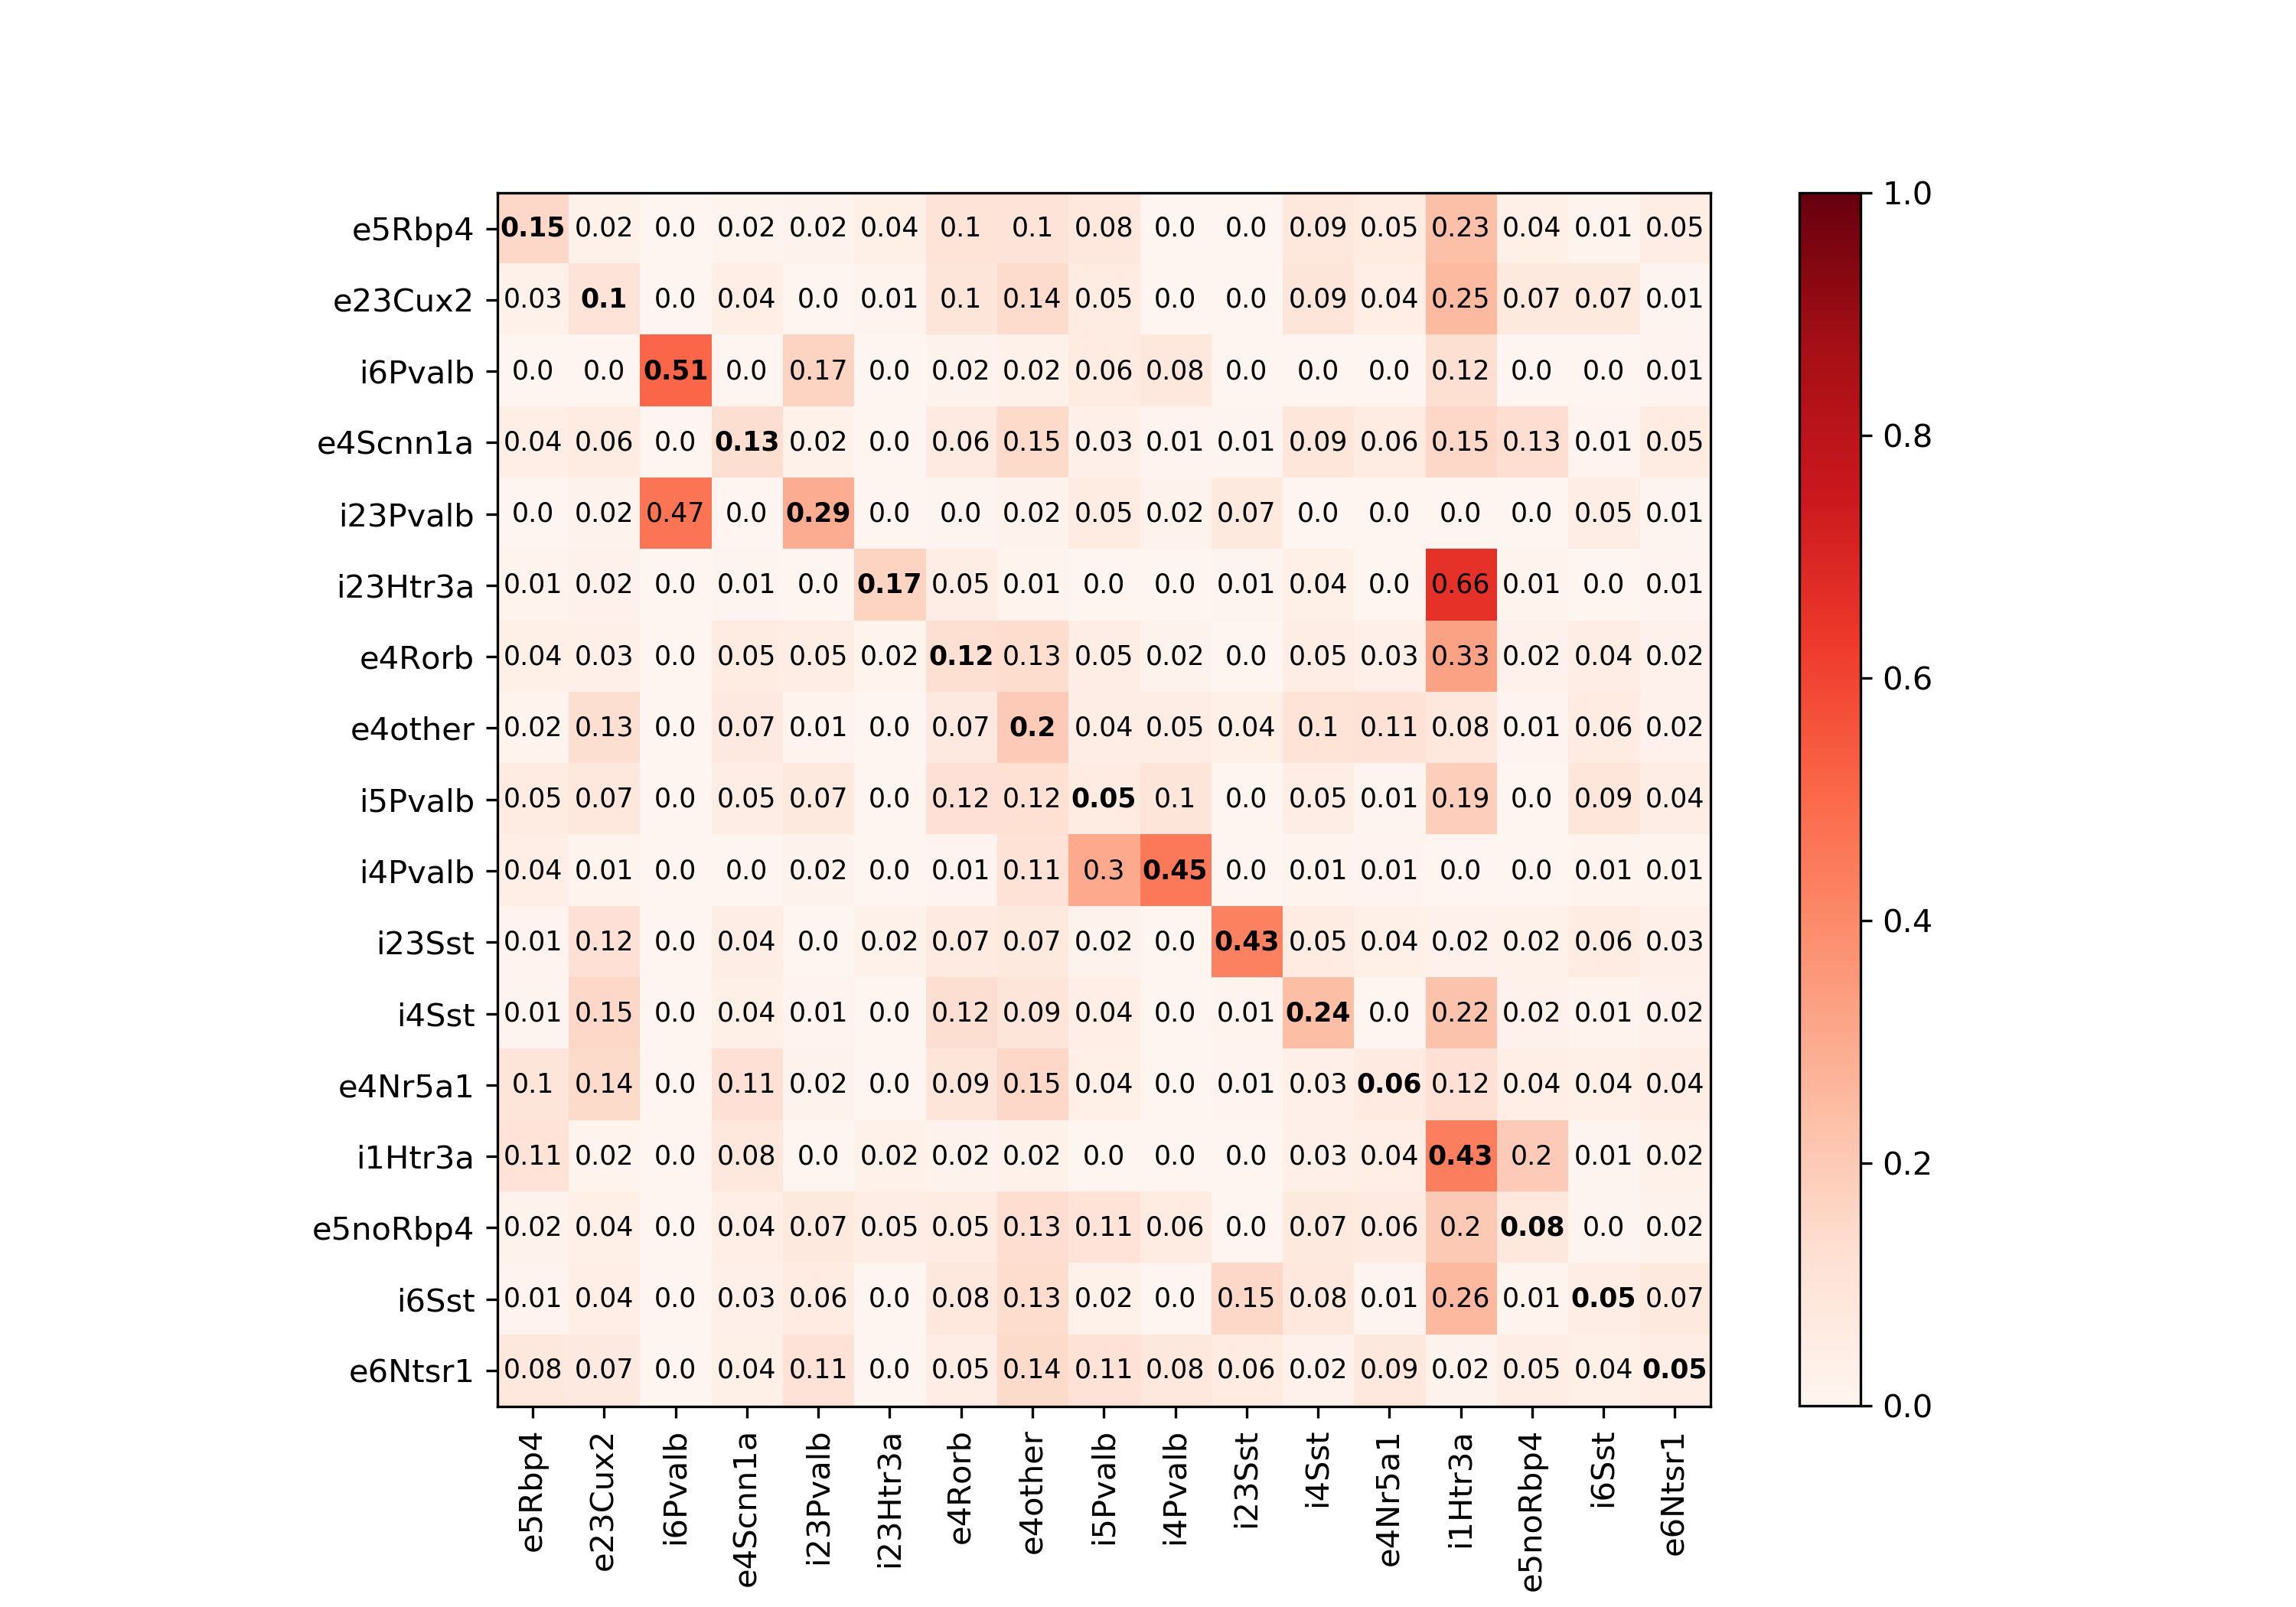 1.0
e5Rbp4 0.15 0.02 0.0 0.02 0.02 0.04 0.1 0.1 0.08 0.0 0.0 0.09 0.05 0.23 0.04 0.01 0.05
e23Cux2 0.03 0.1 0.0 0.04 0.0 0.01 0.1 0.14 0.05 0.0 0.0 0.09 0.04 0.25 0.07 0.07 0.01
i6Pvalb 0.0 0.0 0.51 0.0 0.17 0.0 0.02 0.02 0.06 0.08 0.0 0.0 0.0 0.12 0.0 0.0 0.01
e4Scnn1a 0.04 0.06 0.0 0.13 0.02 0.0 0.06 0.15 0.03 0.01 0.01 0.09 0.06 0.15 0.13 0.01 0.05
0.8
i23Pvalb 0.0 0.02 0.47 0.0 0.29 0.0 0.0 0.02 0.05 0.02 0.07 0.0 0.0 0.0 0.0 0.05 0.01
i23Htr3a 0.01 0.02 0.0 0.01 0.0 0.17 0.05 0.01 0.0 0.0 0.01 0.04 0.0 0.66 0.01 0.0 0.01
e4Rorb 0.04 0.03 0.0 0.05 0.05 0.02 0.12 0.13 0.05 0.02 0.0 0.05 0.03 0.33 0.02 0.04 0.02
0.6
e4other 0.02 0.13 0.0 0.07 0.01 0.0 0.07 0.2 0.04 0.05 0.04 0.1 0.11 0.08 0.01 0.06 0.02
i5Pvalb 0.05 0.07 0.0 0.05 0.07 0.0 0.12 0.12 0.05 0.1 0.0 0.05 0.01 0.19 0.0 0.09 0.04
i4Pvalb 0.04 0.01 0.0 0.0 0.02 0.0 0.01 0.11 0.3 0.45 0.0 0.01 0.01 0.0 0.0 0.01 0.01
0.4
i23Sst 0.01 0.12 0.0 0.04 0.0 0.02 0.07 0.07 0.02 0.0 0.43 0.05 0.04 0.02 0.02 0.06 0.03
i4Sst 0.01 0.15 0.0 0.04 0.01 0.0 0.12 0.09 0.04 0.0 0.01 0.24 0.0 0.22 0.02 0.01 0.02
e4Nr5a1 0.1 0.14 0.0 0.11 0.02 0.0 0.09 0.15 0.04 0.0 0.01 0.03 0.06 0.12 0.04 0.04 0.04
i1Htr3a 0.11 0.02 0.0 0.08 0.0 0.02 0.02 0.02 0.0 0.0 0.0 0.03 0.04 0.43 0.2 0.01 0.02
0.2
e5noRbp4 0.02 0.04 0.0 0.04 0.07 0.05 0.05 0.13 0.11 0.06 0.0 0.07 0.06 0.2 0.08 0.0 0.02
i6Sst 0.01 0.04 0.0 0.03 0.06 0.0 0.08 0.13 0.02 0.0 0.15 0.08 0.01 0.26 0.01 0.05 0.07
e6Ntsr1 0.08 0.07 0.0 0.04 0.11 0.0 0.05 0.14 0.11 0.08 0.06 0.02 0.09 0.02 0.05 0.04 0.05
0.0
e5Rbp4
e23Cux2
i6Pvalb
e4Scnn1a
i23Pvalb
i23Htr3a
e4Rorb
e4other
i5Pvalb
i4Pvalb
i23Sst
i4Sst
e4Nr5a1
i1Htr3a
e5noRbp4
i6Sst
e6Ntsr1